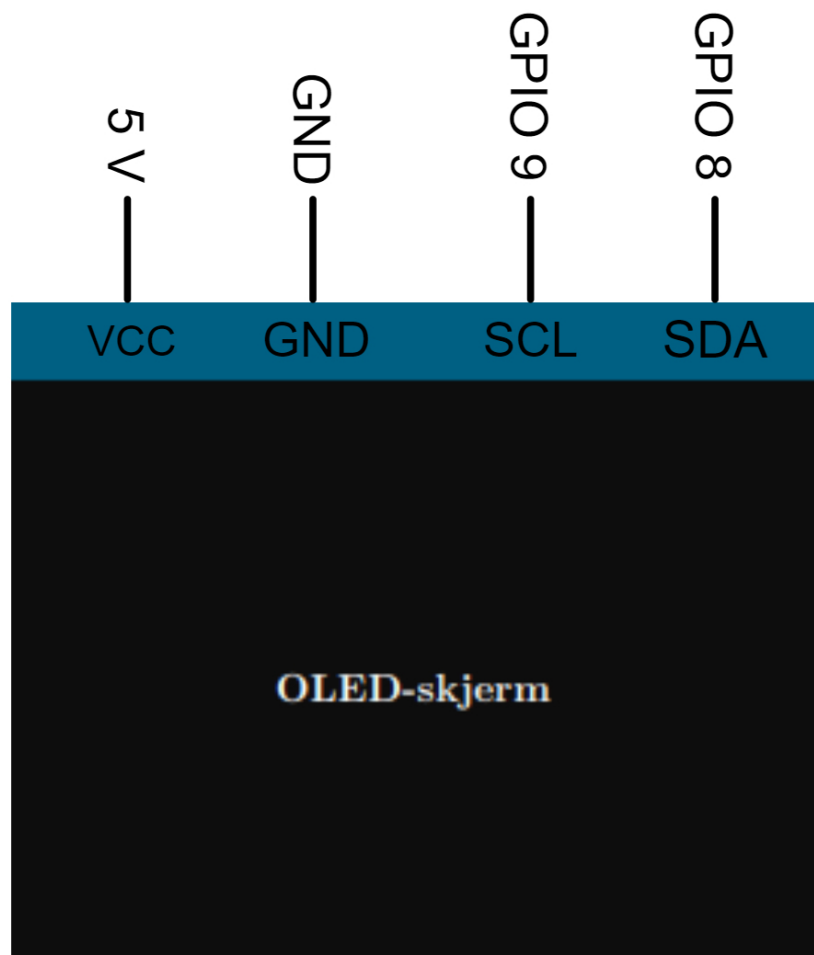 5 V
GND
GPIO 9
GPIO 8
VCC GND SCL SDA
OLED-skjerm